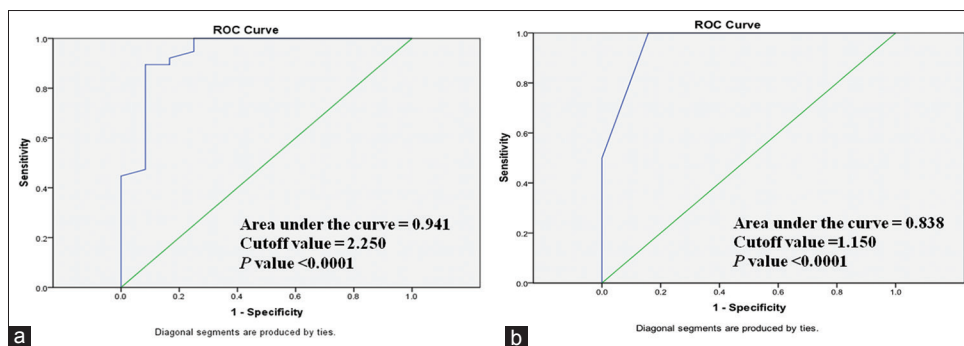 ROC Curve
1.0
0.8
0.6
0.4
0.2
0.0
Sensitivity
Area under the curve = 0.941
Cutoff value = 2.250
P value <0.0001
0.0 0.2 0.4 0.6 0.8 1.0
1 - Specificity
Diagonal segments are produced by ties.
a
ROC Curve
1.0
0.8
0.6
0.4
0.2
0.0
Sensitivity
Area under the curve = 0.838
Cutoff value =1.150
P value <0.0001
0.0 0.2 0.4 0.6 0.8 1.0
1 - Specificity
Diagonal segments are produced by ties.
b